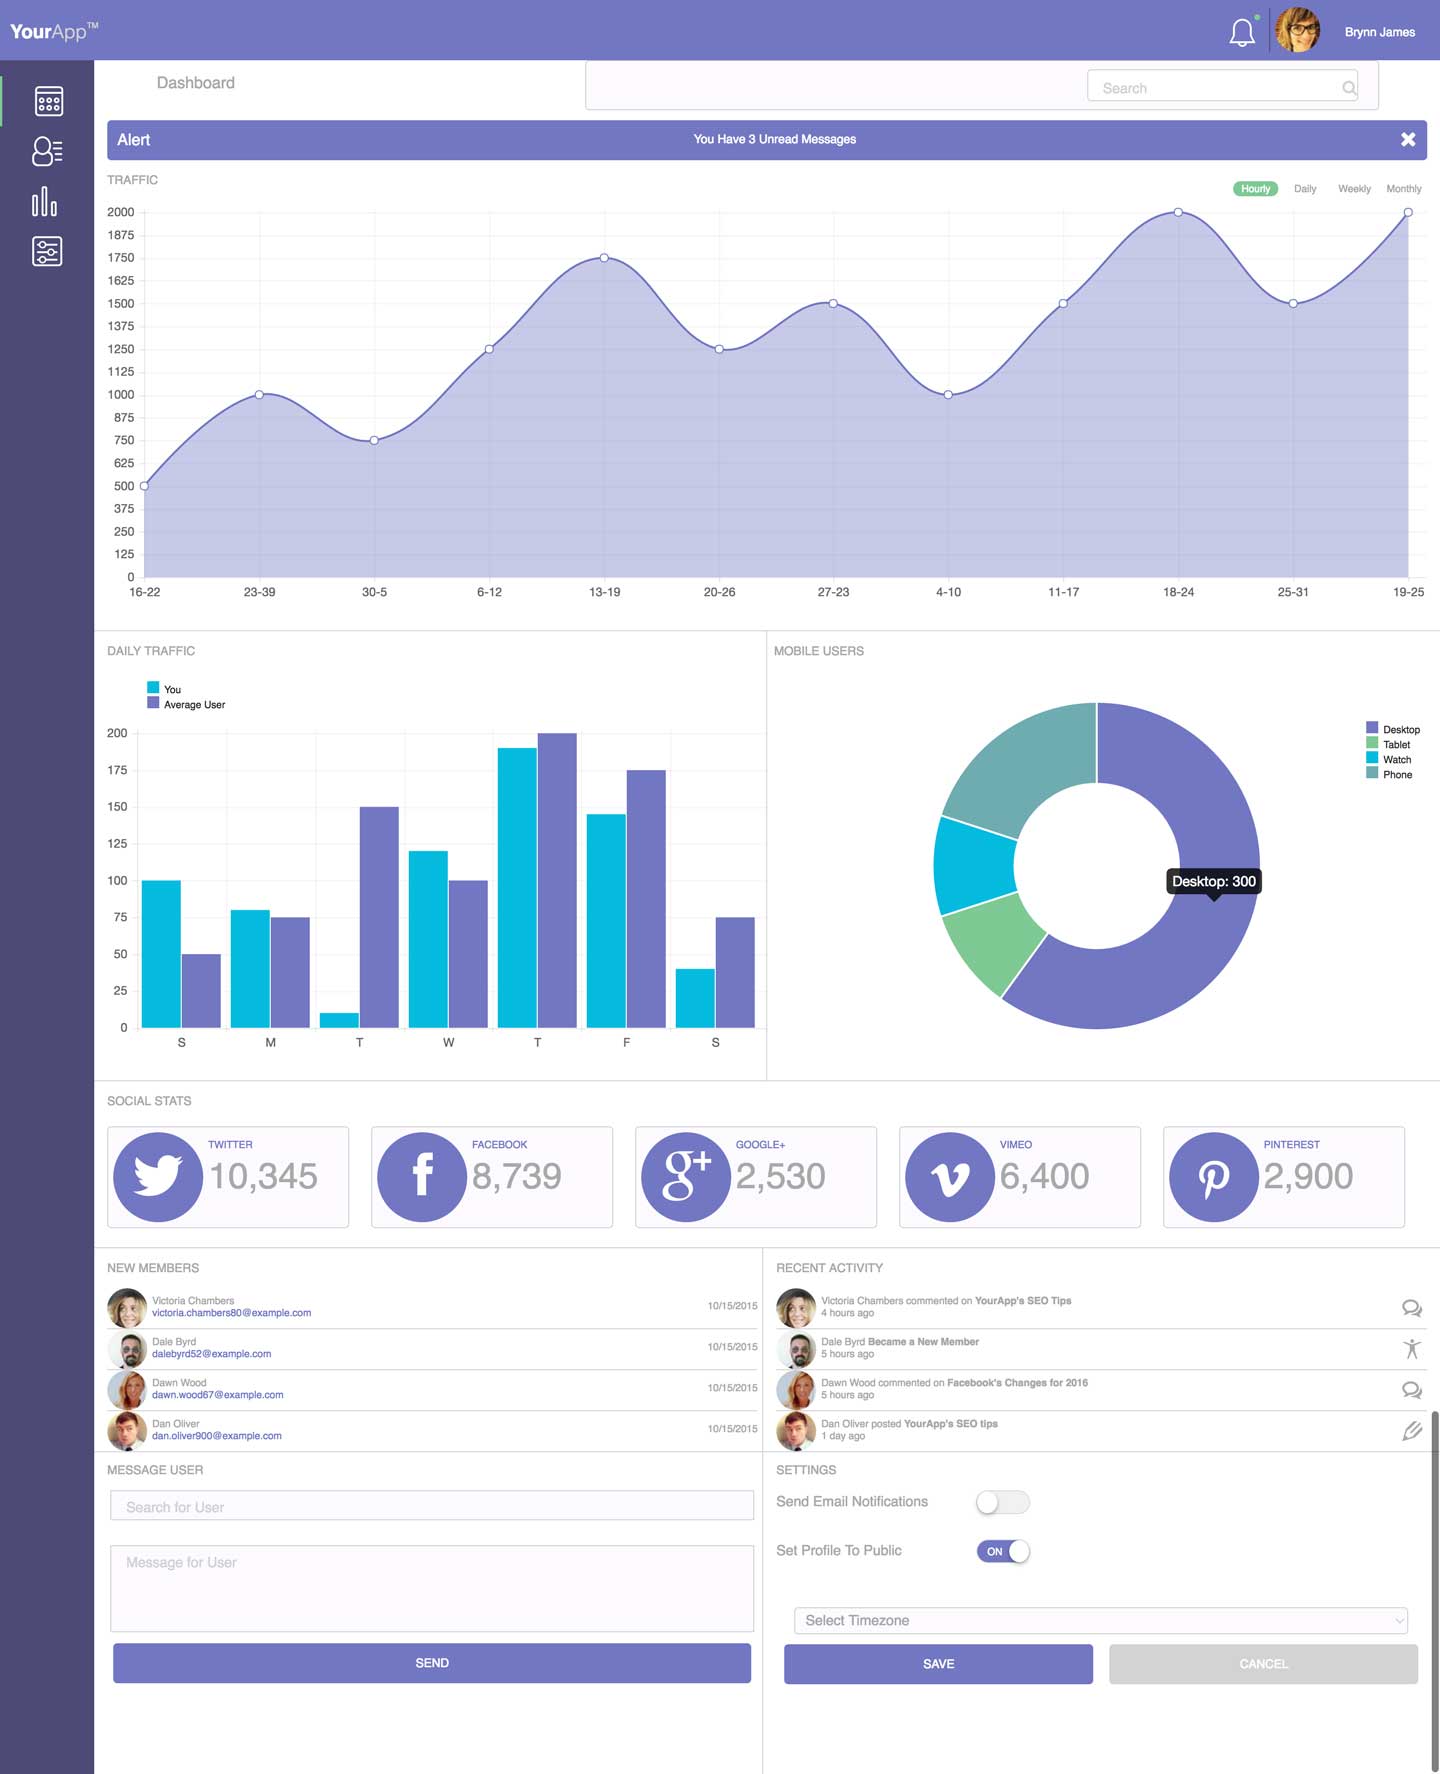 YourApp™
Brynn James
Dashboard
Search
Alert
You Have 3 Unread Messages
TRAFFIC
Hourly
Daily
Weekly
Monthly
2000
1875
1750
1625
1500
1375
1250
1125
1000
875
750
625
500
375
250
125
0
16-22
23-39
30-5
6-12
13-19
20-26
27-23
4-10
11-17
18-24
25-31
19-25
DAILY TRAFFIC
You
Average User
200
175
150
125
100
75
50
25
0
S
M
T
W
T
F
S
MOBILE USERS
Desktop
Tablet
Watch
Phone
Desktop: 300
SOCIAL STATS
TWITTER
10,345
FACEBOOK
8,739
g+
GOOGLE+
2,530
VIMEO
6,400
PINTEREST
2,900
NEW MEMBERS
Victoria Chambers
victoria.chambers80@example.com
10/15/2015
Dale Byrd
dalebyrd52@example.com
10/15/2015
Dawn Wood
dawn.wood67@example.com
10/15/2015
Dan Oliver
dan.oliver900@example.com
10/15/2015
RECENT ACTIVITY
Victoria Chambers commented on YourApp's SEO Tips
4 hours ago
Dale Byrd Became a New Member
5 hours ago
Dawn Wood commented on Facebook's Changes for 2016
5 hours ago
Dan Oliver posted YourApp's SEO tips
1 day ago
MESSAGE USER
Search for User
Message for User
SEND
SETTINGS
Send Email Notifications
Set Profile To Public
ON
Select Timezone
SAVE
CANCEL